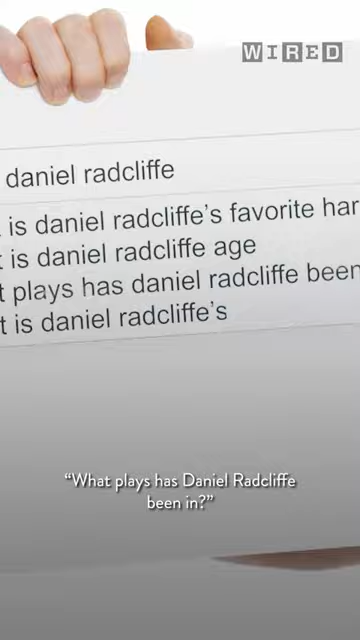 WIRED
daniel radcliffe
is daniel radcliffe's favorite har
t is daniel radcliffe age
t plays has daniel radcliffe been
t is daniel radcliffe's
“What plays has Daniel Radcliffe
been in?”